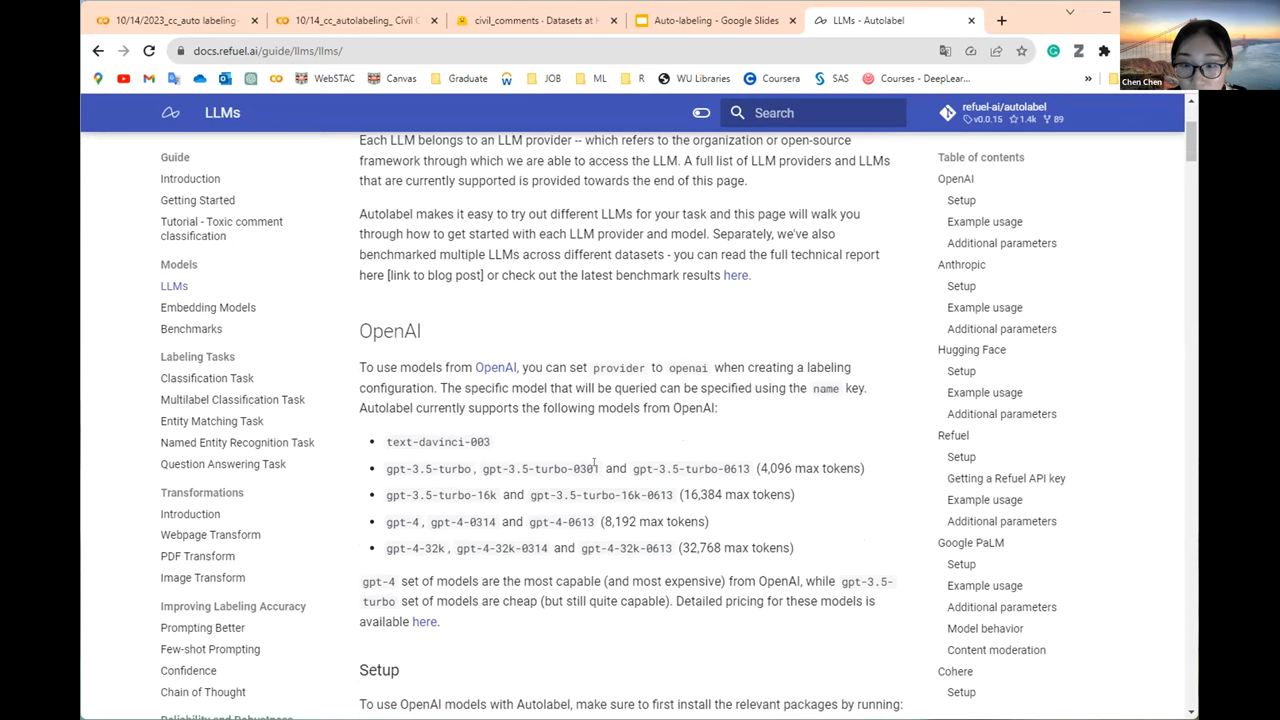 10/14/2023_cc_auto labeling-
10/14_cc_autolabeling_ Civil C
civil_comments · Datasets at H
Auto-labeling - Google Slides
LLMs - Autolabel
docs.refuel.ai/guide/llms/llms/
WebSTAC
Canvas
Graduate
JOB
ML
R
WU Libraries
Coursera
SAS
Courses - DeepLear...
Chen Chen
LLMs
Search
refuel-ai/autolabel
v0.0.15 1.4k 89
Guide
Introduction
Getting Started
Tutorial - Toxic comment
classification
Models
LLMs
Embedding Models
Benchmarks
Labeling Tasks
Classification Task
Multilabel Classification Task
Entity Matching Task
Named Entity Recognition Task
Question Answering Task
Transformations
Introduction
Webpage Transform
PDF Transform
Image Transform
Improving Labeling Accuracy
Prompting Better
Few-shot Prompting
Confidence
Chain of Thought
Reliability and Robustness
Each LLM belongs to an LLM provider -- which refers to the organization or open-source
framework through which we are able to access the LLM. A full list of LLM providers and LLMs
that are currently supported is provided towards the end of this page.
Autolabel makes it easy to try out different LLMs for your task and this page will walk you
through how to get started with each LLM provider and model. Separately, we've also
benchmarked multiple LLMs across different datasets - you can read the full technical report
here [link to blog post] or check out the latest benchmark results here.
OpenAI
To use models from OpenAI, you can set provider to openai when creating a labeling
configuration. The specific model that will be queried can be specified using the name key.
Autolabel currently supports the following models from OpenAI:
• text-davinci-003
• gpt-3.5-turbo, gpt-3.5-turbo-0301 and gpt-3.5-turbo-0613 (4,096 max tokens)
• gpt-3.5-turbo-16k and gpt-3.5-turbo-16k-0613 (16,384 max tokens)
• gpt-4, gpt-4-0314 and gpt-4-0613 (8,192 max tokens)
• gpt-4-32k, gpt-4-32k-0314 and gpt-4-32k-0613 (32,768 max tokens)
gpt-4 set of models are the most capable (and most expensive) from OpenAI, while gpt-3.5-
turbo set of models are cheap (but still quite capable). Detailed pricing for these models is
available here.
Setup
To use OpenAI models with Autolabel, make sure to first install the relevant packages by running:
Table of contents
OpenAI
Setup
Example usage
Additional parameters
Anthropic
Setup
Example usage
Additional parameters
Hugging Face
Setup
Example usage
Additional parameters
Refuel
Setup
Getting a Refuel API key
Example usage
Additional parameters
Google PaLM
Setup
Example usage
Additional parameters
Model behavior
Content moderation
Cohere
Setup